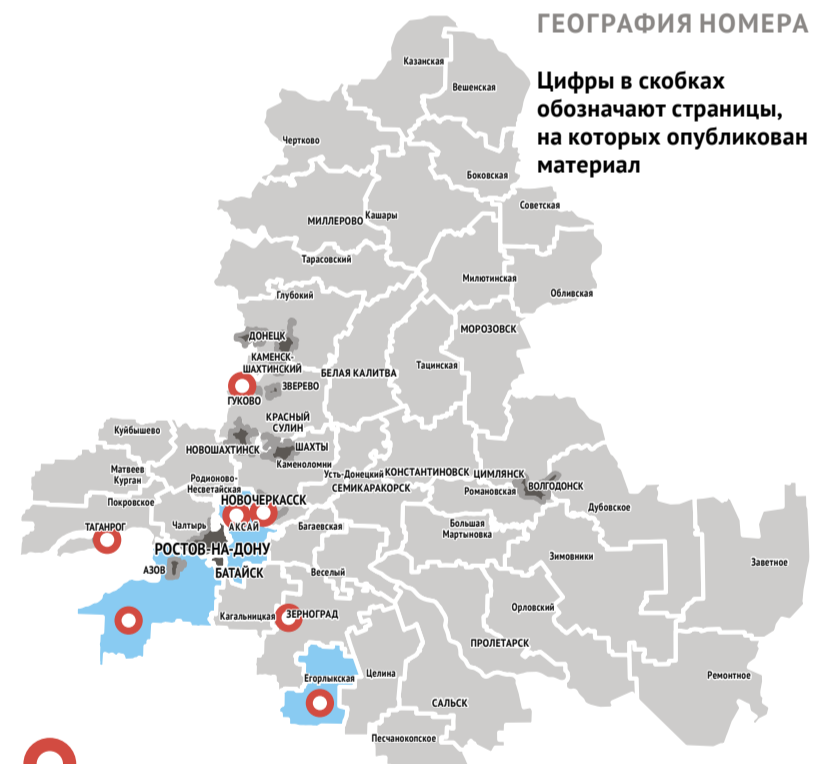 ГЕОГРАФИЯ НОМЕРА
Цифры в скобках
обозначают страницы,
на которых опубликован
материал
Казанская
Вешенская
Чертково
Боковская
Советская
МИЛЛЕРОВО
Кашары
Тарасовский
Милютинская
Обливская
Глубокий
МОРОЗОВСК
ДОНЕЦК
КАМЕНСК-
ШАХТИНСКИЙ
БЕЛАЯ КАЛИТВА
Тацинская
ЗВЕРЕВО
ГУКОВО
КРАСНЫЙ
СУЛИН
Куйбышево
НОВОШАХТИНСК
ШАХТЫ
Каменоломни
Матвеев
Курган
Родионово-
Несветайская
Усть-Донецкий
КОНСТАНТИНОВСК
ЦИМЛЯНСК
СЕМИКАРАКОРСК
Романовская
ВОЛГОДОНСК
Покровское
НОВОЧЕРКАССК
Дубовское
ТАГАНРОГ
Чалтырь
АКСАЙ
Багаевская
Большая
Мартыновка
РОСТОВ-НА-ДОНУ
Зимовники
Заветное
АЗОВ
БАТАЙСК
Веселый
Кагальницкая
ЗЕРНОГРАД
Орловский
ПРОЛЕТАРСК
Егорлыкская
Целина
Ремонтное
САЛЬСК
Песчанокопское